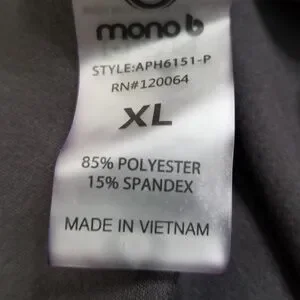 mono b
STYLE:APH6151-P
RN#120064
XL
85% POLYESTER
15% SPANDEX
MADE IN VIETNAM